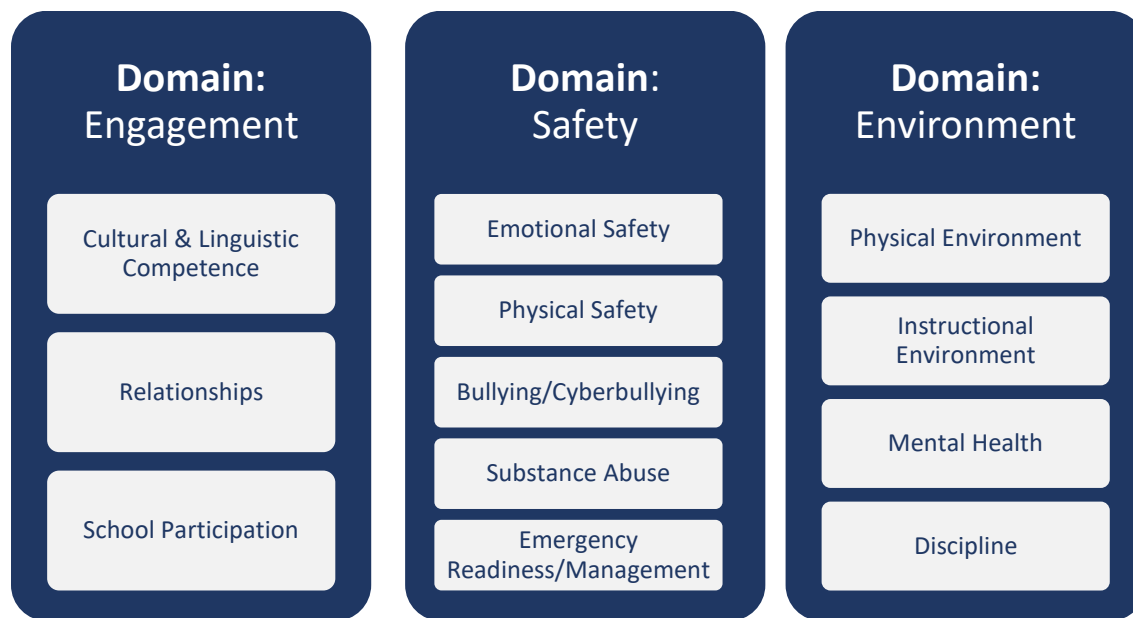 Domain:
Engagement
Cultural & Linguistic
Competence
Relationships
School Participation
Domain:
Safety
Emotional Safety
Physical Safety
Bullying/Cyberbullying
Substance Abuse
Emergency
Readiness/Management
Domain:
Environment
Physical Environment
Instructional
Environment
Mental Health
Discipline